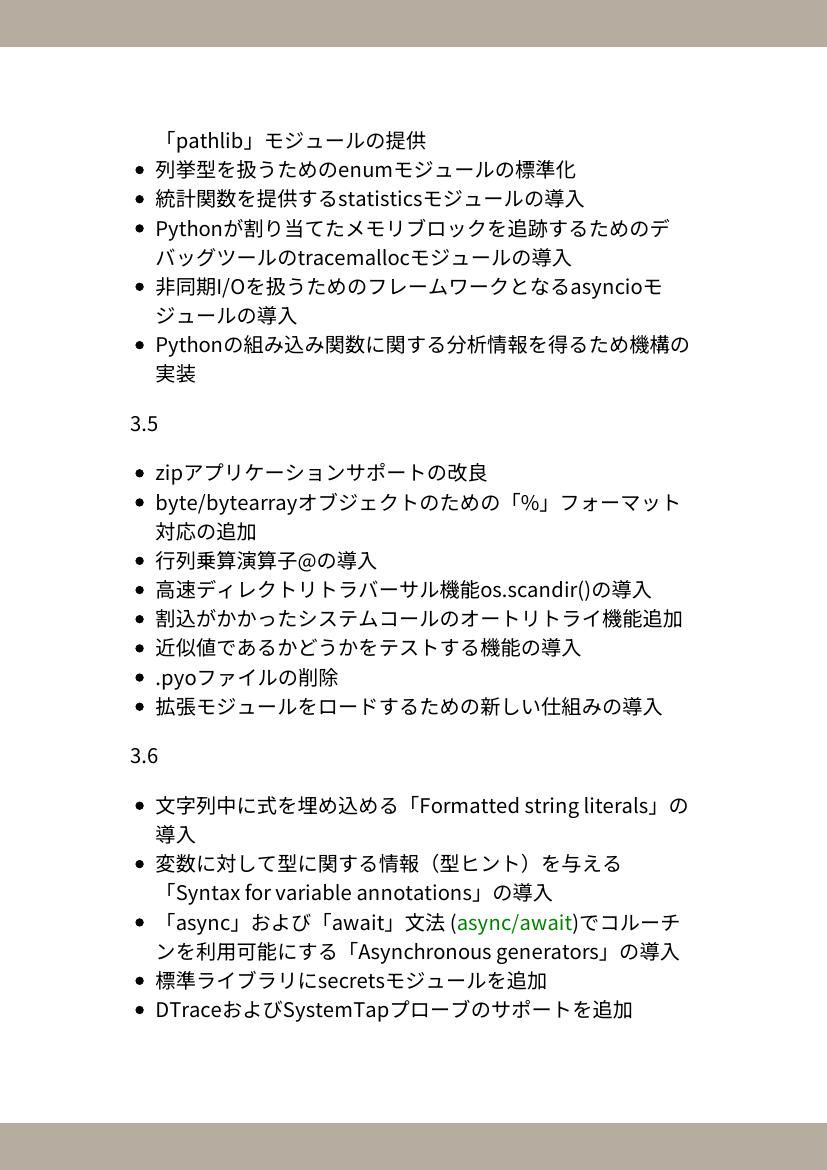 「pathlib」モジュールの提供
• 列挙型を扱うためのenumモジュールの標準化
• 統計関数を提供するstatisticsモジュールの導入
• Pythonが割り当てたメモリブロックを追跡するためのデ
バッグツールのtracemallocモジュールの導入
• 非同期I/Oを扱うためのフレームワークとなるasyncioモ
ジュールの導入
• Pythonの組み込み関数に関する分析情報を得るため機構の
実装
3.5
• zipアプリケーションサポートの改良
• byte/bytearrayオブジェクトのための「%」フォーマット
対応の追加
• 行列乗算演算子@の導入
• 高速ディレクトリトラバーサル機能os.scandir()の導入
• 割込がかかったシステムコールのオートリトライ機能追加
• 近似値であるかどうかをテストする機能の導入
• .pyoファイルの削除
• 拡張モジュールをロードするための新しい仕組みの導入
3.6
• 文字列中に式を埋め込める「Formatted string literals」の
導入
• 変数に対して型に関する情報（型ヒント）を与える
「Syntax for variable annotations」の導入
• 「async」および「await」文法 (async/await)でコルーチ
ンを利用可能にする「Asynchronous generators」の導入
• 標準ライブラリにsecretsモジュールを追加
• DTraceおよびSystemTapプローブのサポートを追加